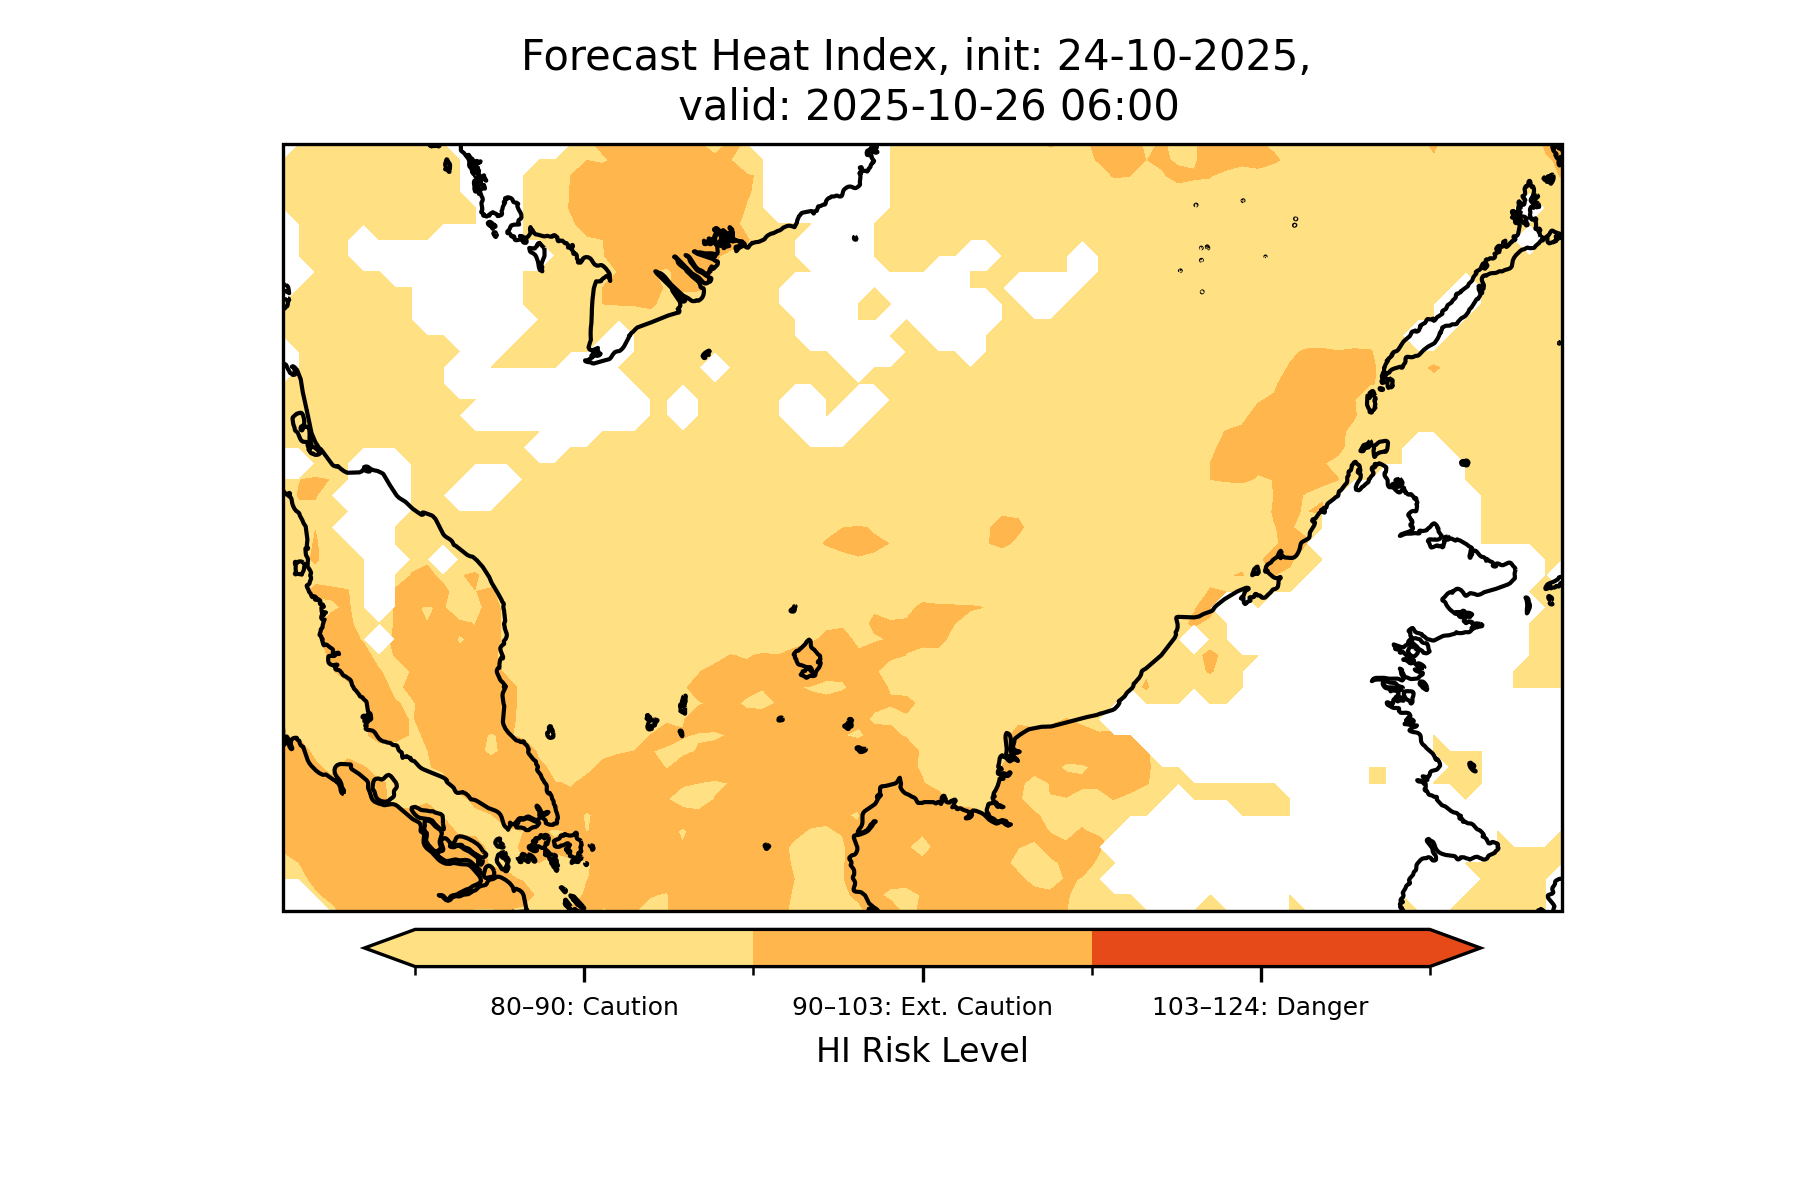 Forecast Heat Index, init: 24-10-2025,
valid: 2025-10-26 06:00
80–90: Caution
90–103: Ext. Caution
103–124: Danger
HI Risk Level